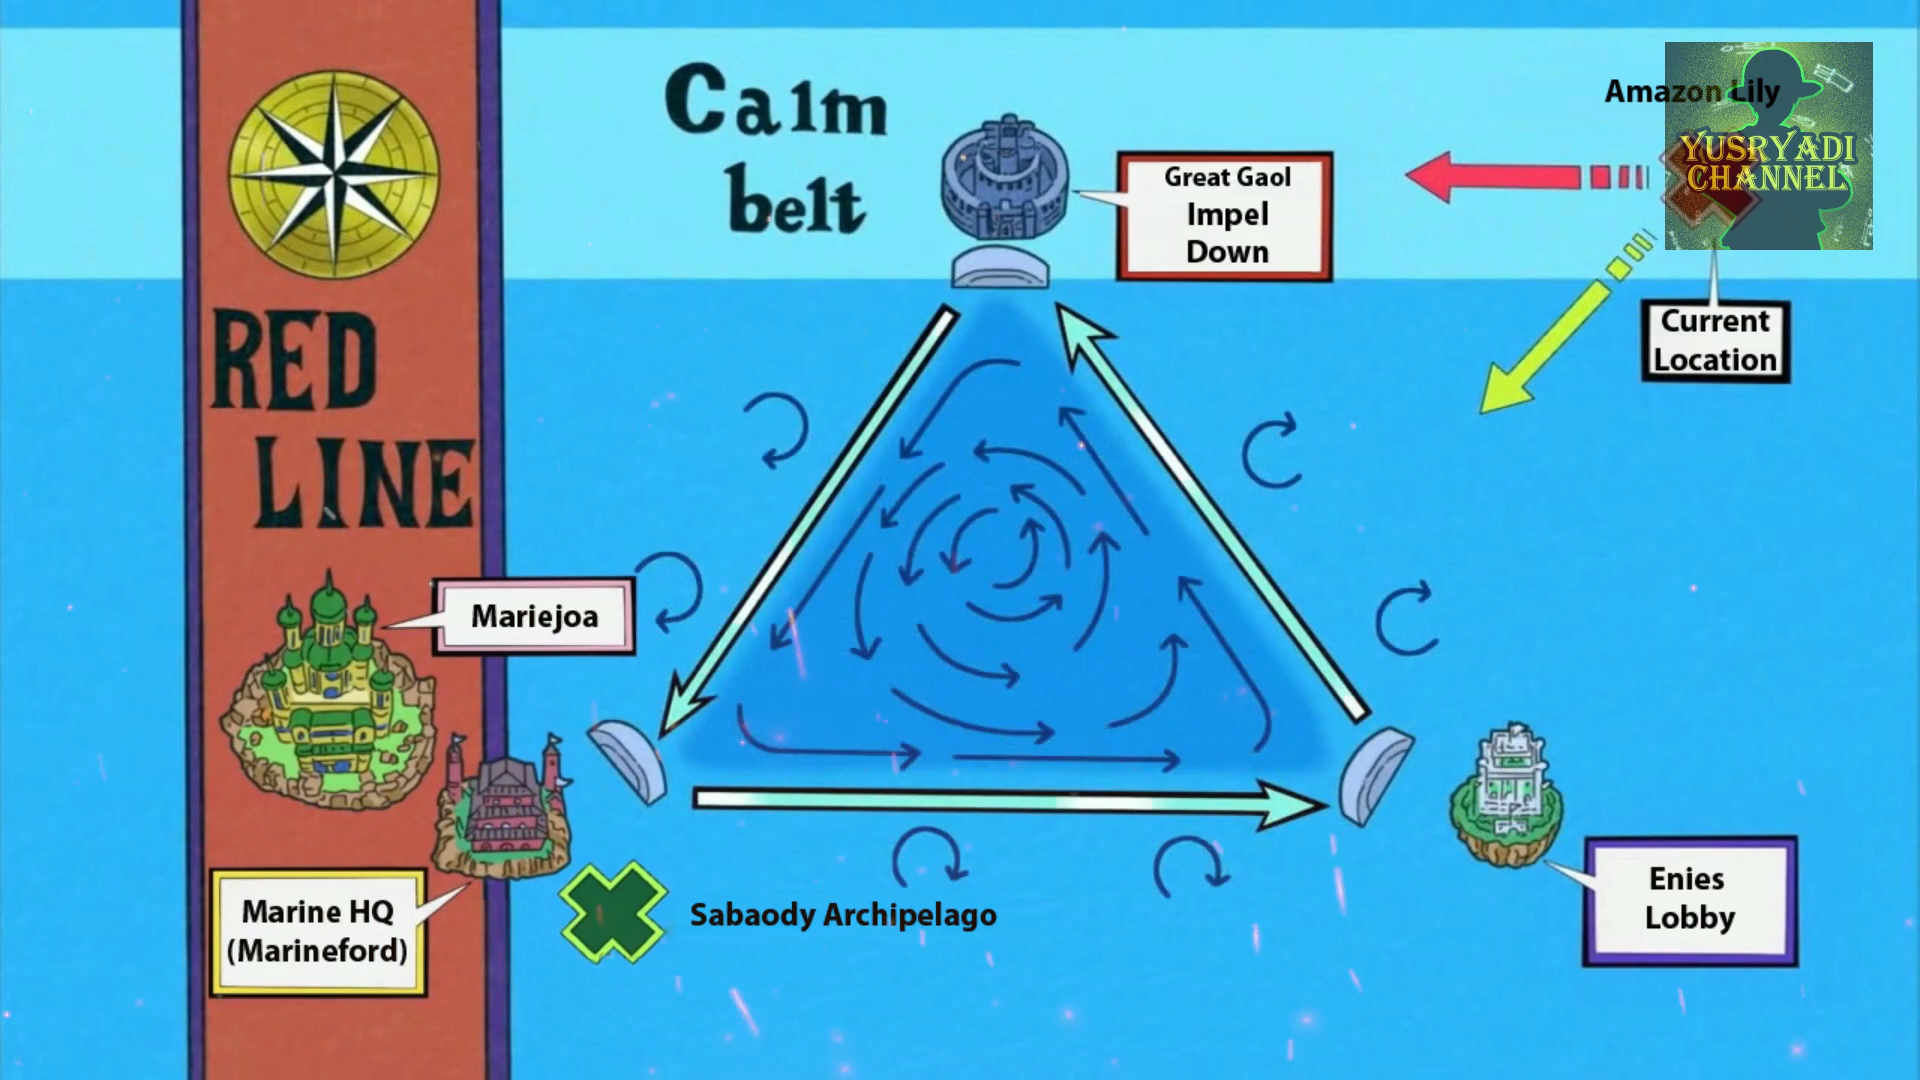 Calm
belt
Amazon Lily
YUSRYADI
CHANNEL
Great Gaol
Impel
Down
Current
Location
RED
LINE
Mariejoa
Marine HQ
(Marineford)
Sabaody Archipelago
Enies
Lobby